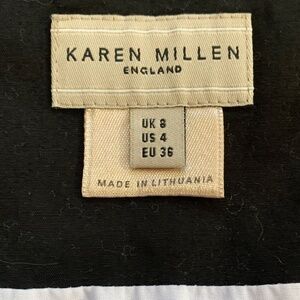 KAREN MILLEN
ENGLAND
UK 8
US 4
EU 36
MADE IN LITHUANIA